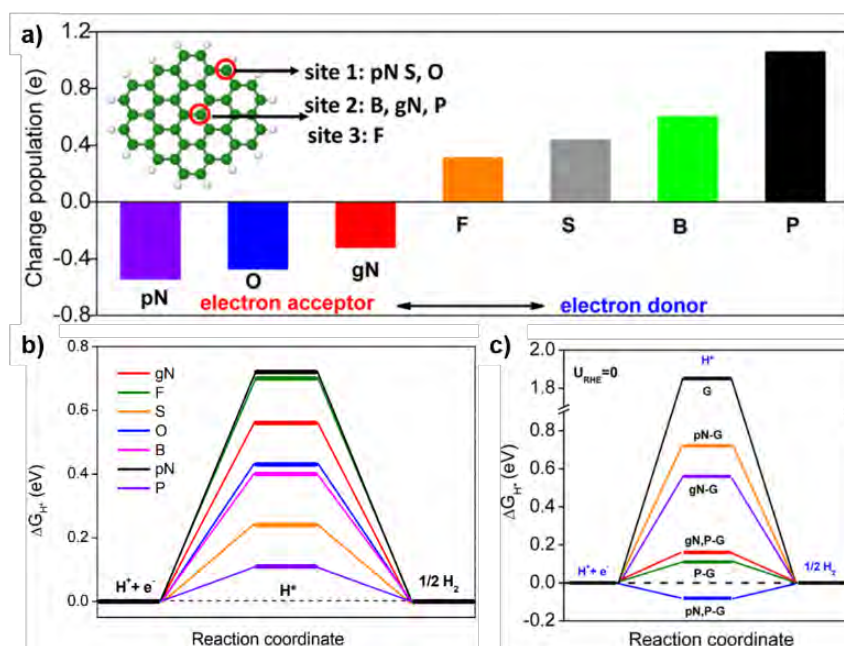 a)
Change population (e)
1.2
0.8
0.4
0.0
-0.4
-0.8
site 1: pN S, O
site 2: B, gN, P
site 3: F
pN
O
gN
F
S
B
P
electron acceptor
electron donor
b)
ΔG_H* (eV)
0.8
0.6
0.4
0.2
0.0
gN
F
S
O
B
pN
P
H⁺+ e⁻
H*
1/2 H₂
Reaction coordinate
c)
ΔG_H* (eV)
2.0
1.8
0.8
0.6
0.4
0.2
0.0
-0.2
U_RHE=0
H*
G
pN-G
gN-G
gN,P-G
P-G
pN,P-G
H⁺+ e⁻
1/2 H₂
Reaction coordinate